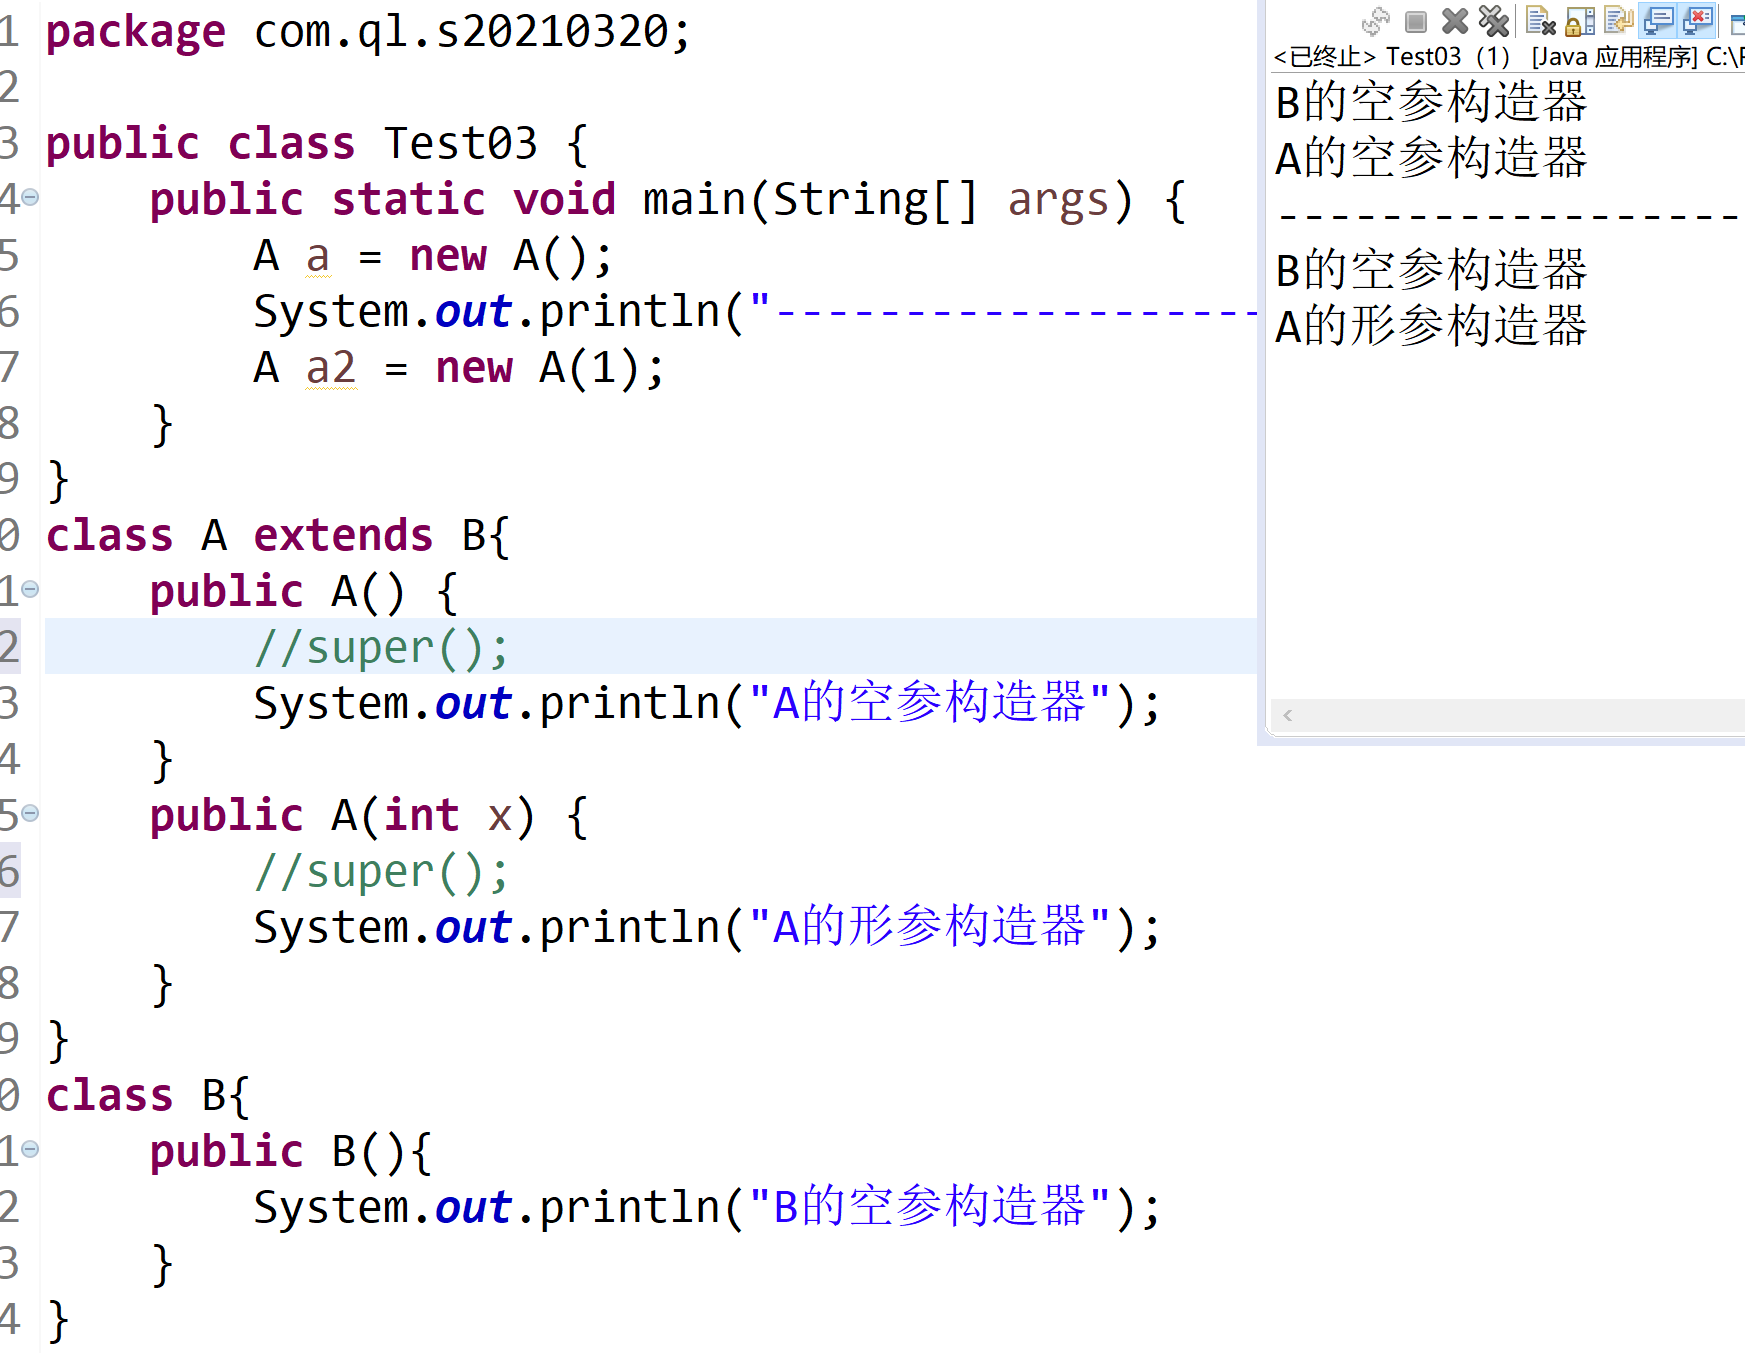 1 package com.ql.s20210320;
2
3 public class Test03 {
4     public static void main(String[] args) {
5         A a = new A();
6         System.out.println("-------------------
7         A a2 = new A(1);
8     }
9 }
0 class A extends B{
1     public A() {
2         //super();
3         System.out.println("A的空参构造器");
4     }
5     public A(int x) {
6         //super();
7         System.out.println("A的形参构造器");
8     }
9 }
0 class B{
1     public B(){
2         System.out.println("B的空参构造器");
3     }
4 }
<已终止> Test03（1） [Java 应用程序] C:\
B的空参构造器
A的空参构造器
------------------
B的空参构造器
A的形参构造器